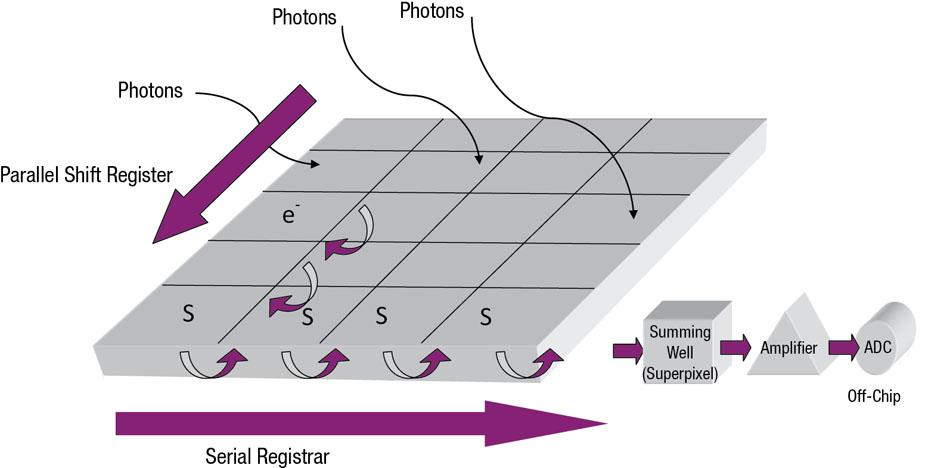 Photons
Photons
Photons
Parallel Shift Register
e-
S
S
S
S
Summing
Well
(Superpixel)
Amplifier
ADC
Off-Chip
Serial Registrar